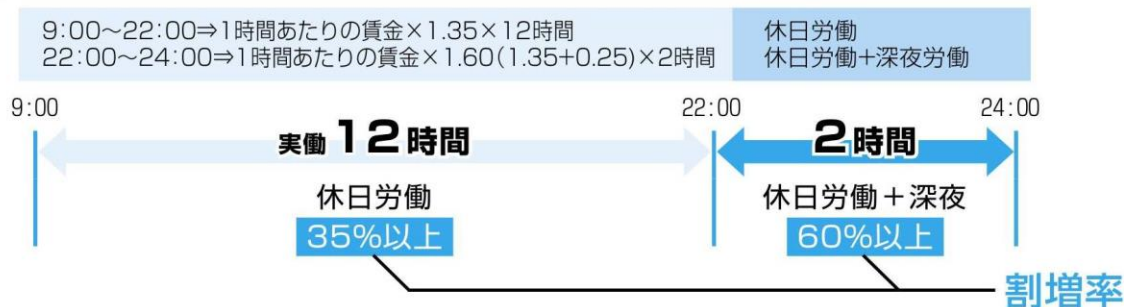 9:00～22:00⇒1時間あたりの賃金×1.35×12時間 休日労働
22:00～24:00⇒1時間あたりの賃金×1.60(1.35+0.25)×2時間 休日労働+深夜労働
9:00 22:00 24:00
実働12時間 2時間
休日労働 休日労働＋深夜
35%以上 60%以上
割増率